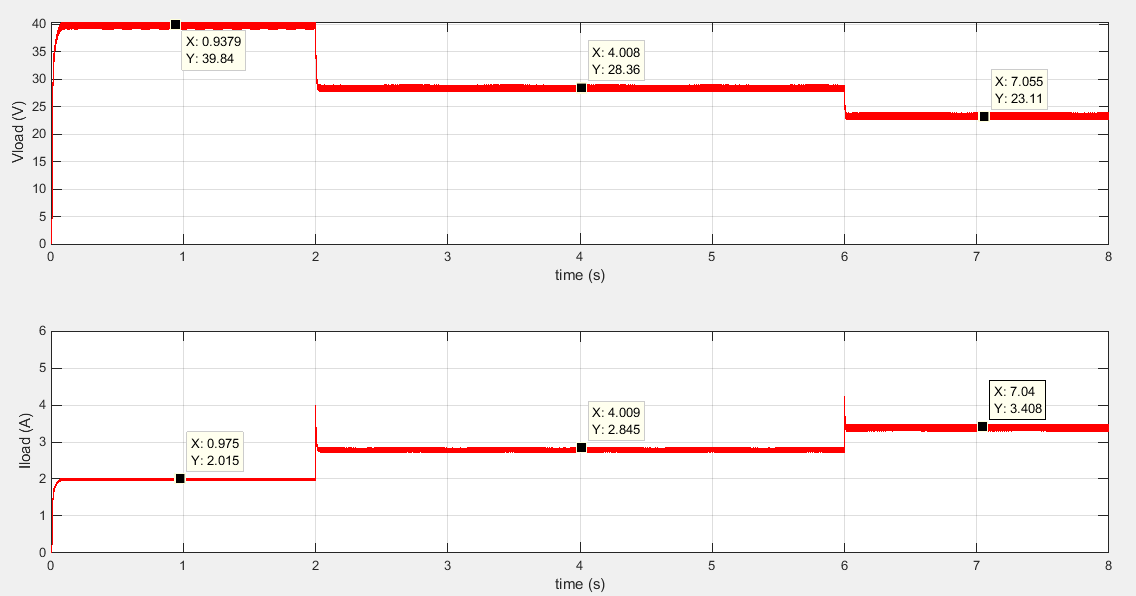 Vload (V)
40
35
30
25
20
15
10
5
0
X: 0.9379
Y: 39.84
X: 4.008
Y: 28.36
X: 7.055
Y: 23.11
0 1 2 3 4 5 6 7 8
time (s)
Iload (A)
6
5
4
3
2
1
0
X: 0.975
Y: 2.015
X: 4.009
Y: 2.845
X: 7.04
Y: 3.408
0 1 2 3 4 5 6 7 8
time (s)